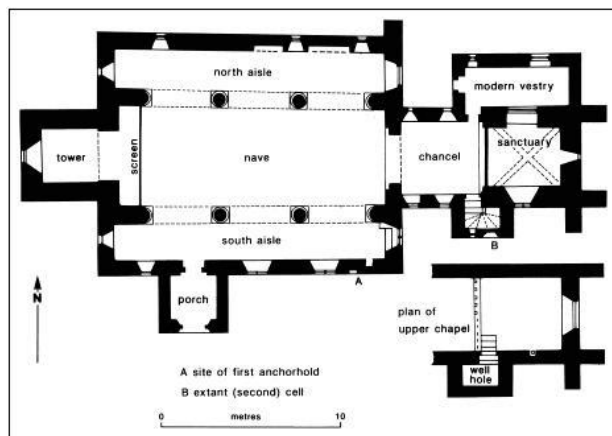 north aisle
modern vestry
tower
screen
nave
chancel
sanctuary
south aisle
B
A
porch
N
plan of
upper chapel
well
hole
A site of first anchorhold
B extant (second) cell
0 metres 10